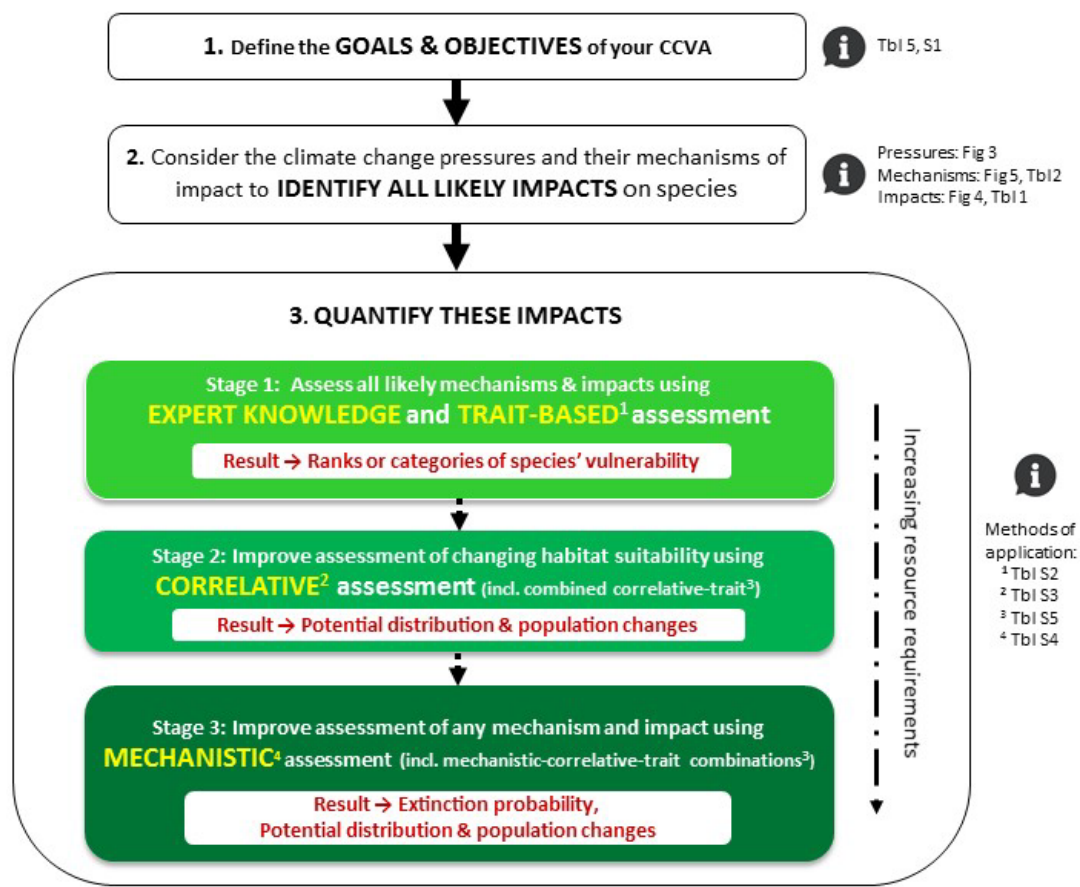 1. Define the GOALS & OBJECTIVES of your CCVA
Tbl 5, S1
2. Consider the climate change pressures and their mechanisms of
impact to IDENTIFY ALL LIKELY IMPACTS on species
Pressures: Fig 3
Mechanisms: Fig 5, Tbl 2
Impacts: Fig 4, Tbl 1
3. QUANTIFY THESE IMPACTS
Stage 1: Assess all likely mechanisms & impacts using
EXPERT KNOWLEDGE and TRAIT-BASED¹ assessment
Result → Ranks or categories of species' vulnerability
Stage 2: Improve assessment of changing habitat suitability using
CORRELATIVE² assessment (incl. combined correlative-trait³)
Result → Potential distribution & population changes
Stage 3: Improve assessment of any mechanism and impact using
MECHANISTIC⁴ assessment (incl. mechanistic-correlative-trait combinations³)
Result → Extinction probability,
Potential distribution & population changes
Increasing resource requirements
Methods of
application:
¹ Tbl S2
² Tbl S3
³ Tbl S5
⁴ Tbl S4